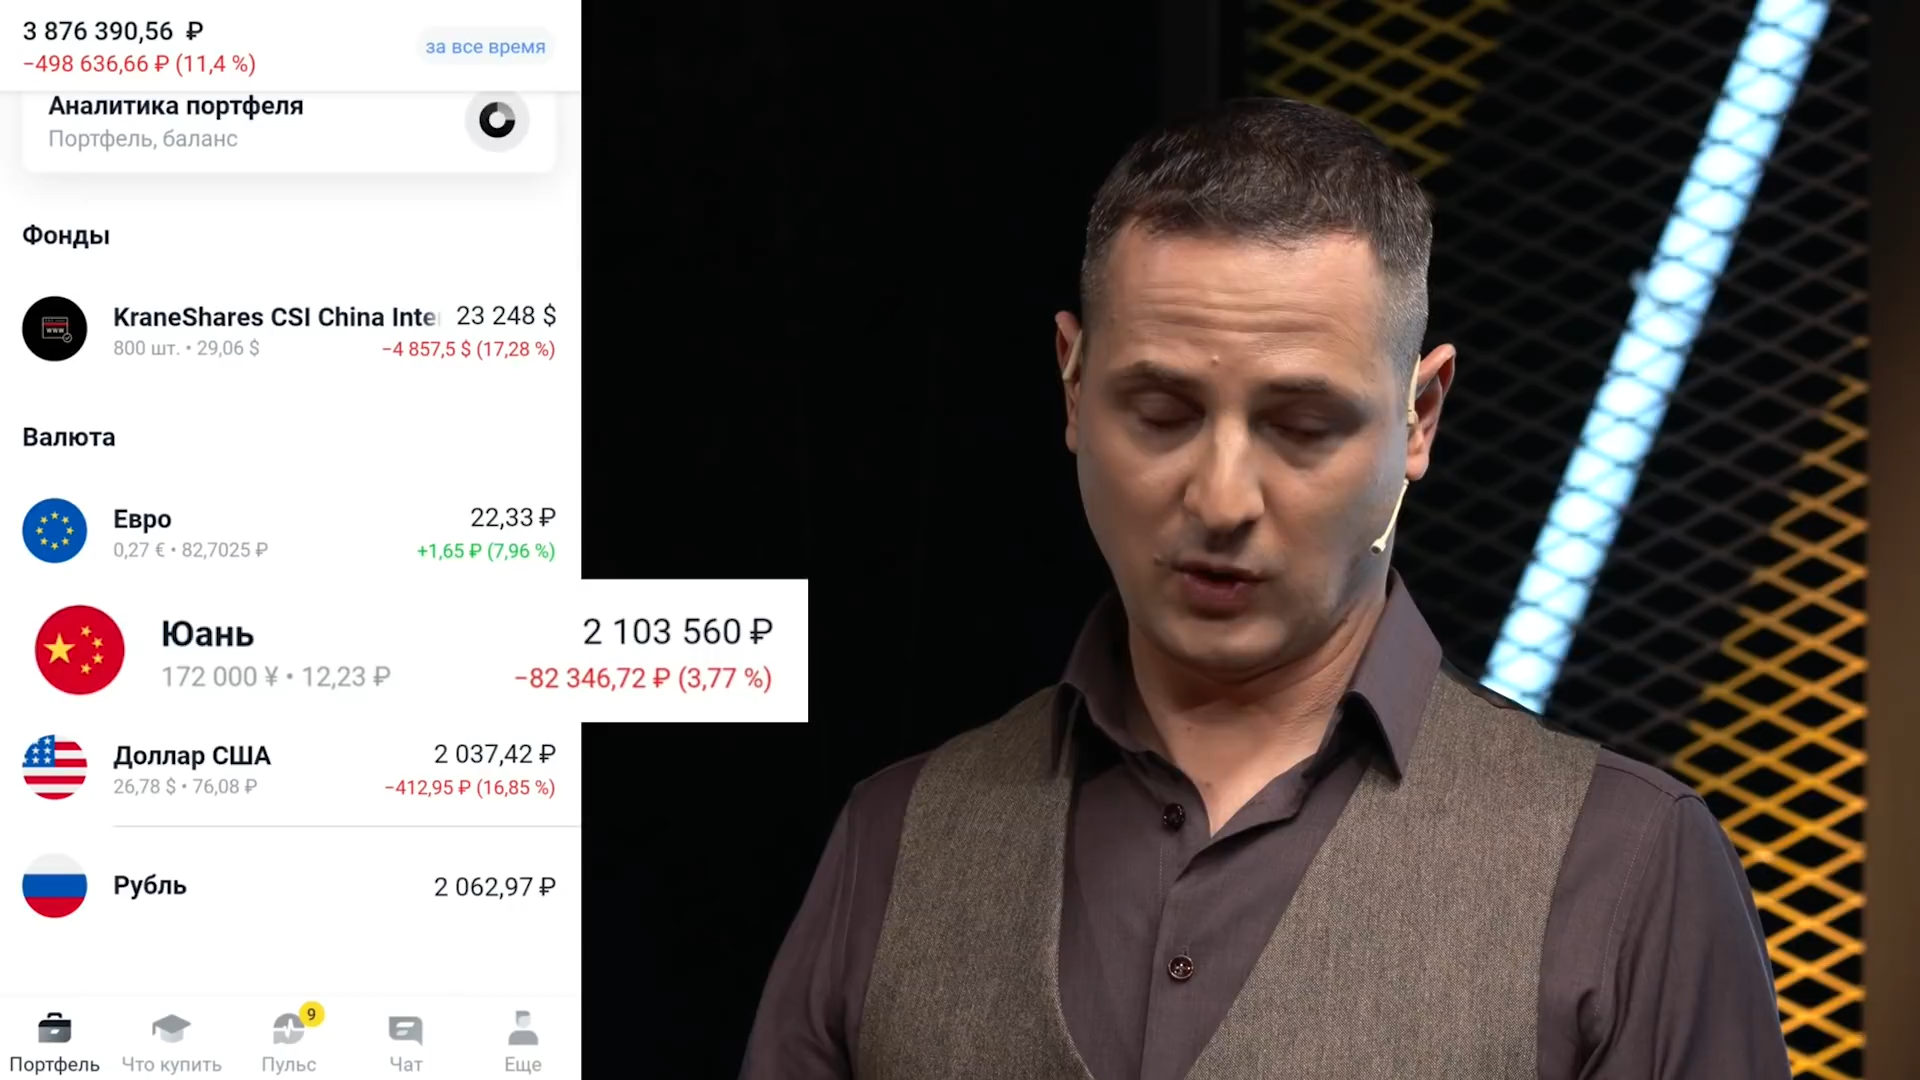 3 876 390,56 ₽
−498 636,66 ₽ (11,4 %)
за все время
Аналитика портфеля
Портфель, баланс
Фонды
KraneShares CSI China Inte
23 248 $
800 шт. • 29,06 $
−4 857,5 $ (17,28 %)
Валюта
Евро
22,33 ₽
0,27 € • 82,7025 ₽
+1,65 ₽ (7,96 %)
Юань
2 103 560 ₽
172 000 ¥ • 12,23 ₽
−82 346,72 ₽ (3,77 %)
Доллар США
2 037,42 ₽
26,78 $ • 76,08 ₽
−412,95 ₽ (16,85 %)
Рубль
2 062,97 ₽
9
Портфель
Что купить
Пульс
Чат
Еще